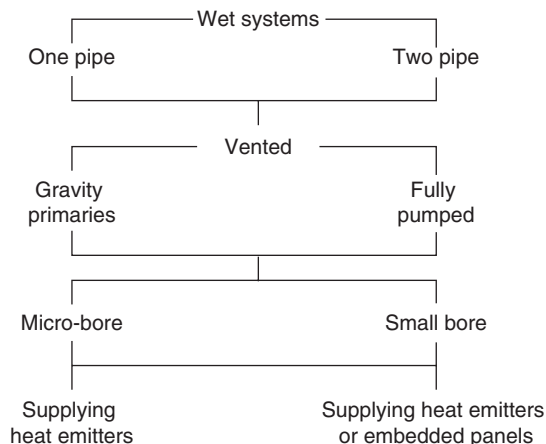 Wet systems
One pipe
Two pipe
Vented
Gravity
primaries
Fully
pumped
Micro-bore
Small bore
Supplying
heat emitters
Supplying heat emitters
or embedded panels